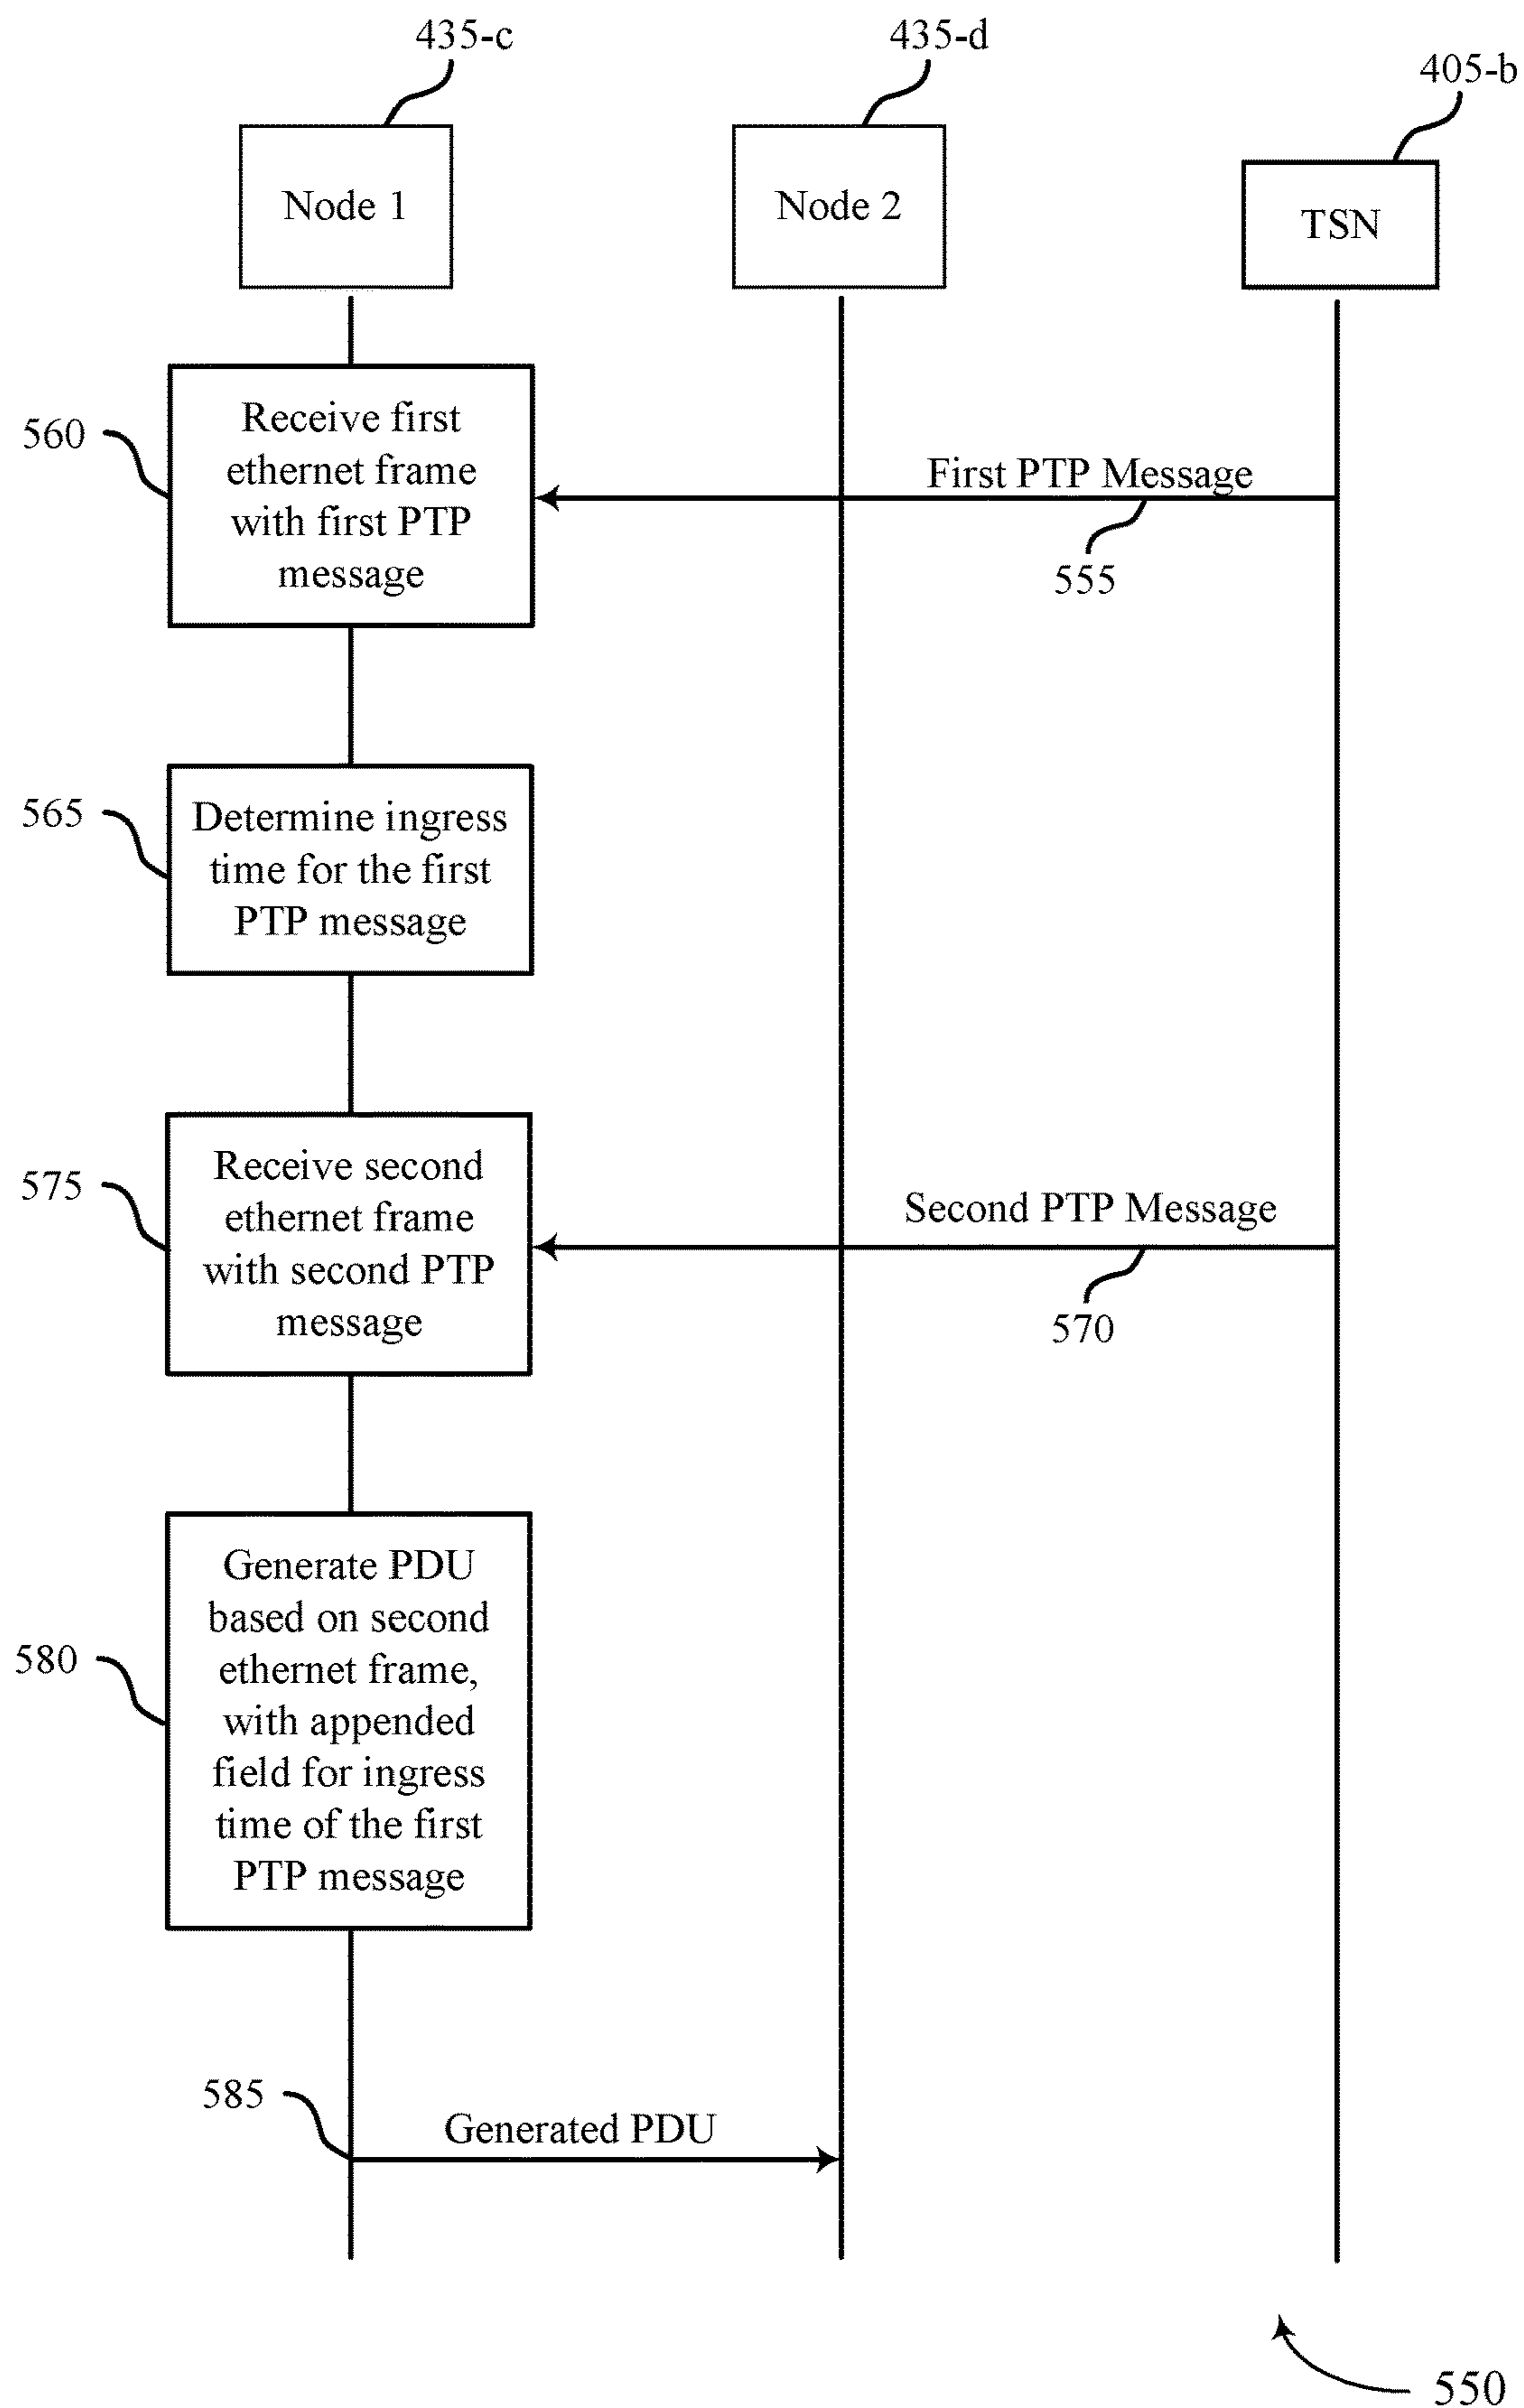 435-c
435-d
405-b
Node 1
Node 2
TSN
560
Receive first
ethernet frame
with first PTP
message
First PTP Message
555
565
Determine ingress
time for the first
PTP message
575
Receive second
ethernet frame
with second PTP
message
Second PTP Message
570
580
Generate PDU
based on second
ethernet frame,
with appended
field for ingress
time of the first
PTP message
585
Generated PDU
550